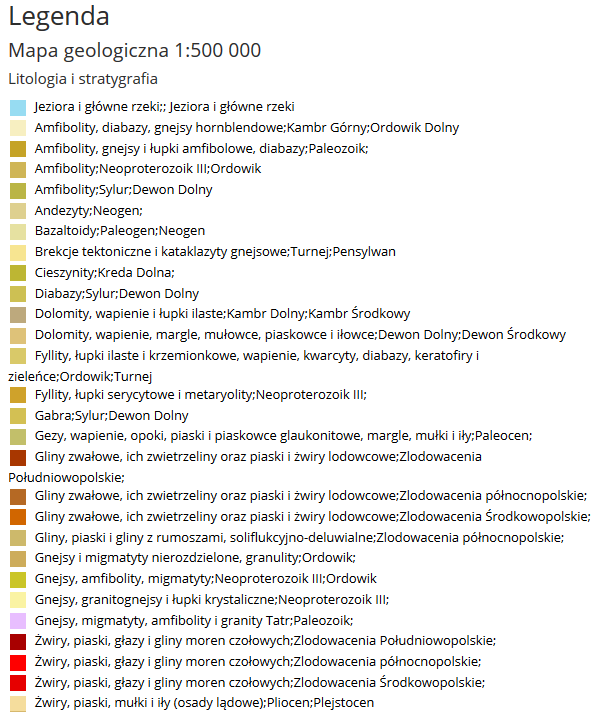 Legenda
Mapa geologiczna 1:500 000
Litologia i stratygrafia
Jeziora i główne rzeki;; Jeziora i główne rzeki
Amfibolity, diabazy, gnejsy hornblendowe;Kambr Górny;Ordowik Dolny
Amfibolity, gnejsy i łupki amfibolowe, diabazy;Paleozoik;
Amfibolity;Neoproterozoik III;Ordowik
Amfibolity;Sylur;Dewon Dolny
Andezyty;Neogen;
Bazaltoidy;Paleogen;Neogen
Brekcje tektoniczne i kataklazyty gnejsowe;Turnej;Pensylwan
Cieszynity;Kreda Dolna;
Diabazy;Sylur;Dewon Dolny
Dolomity, wapienie i łupki ilaste;Kambr Dolny;Kambr Środkowy
Dolomity, wapienie, margle, mułowce, piaskowce i iłowce;Dewon Dolny;Dewon Środkowy
Fyllity, łupki ilaste i krzemionkowe, wapienie, kwarcyty, diabazy, keratofiry i
zieleńce;Ordowik;Turnej
Fyllity, łupki serycytowe i metaryolity;Neoproterozoik III;
Gabra;Sylur;Dewon Dolny
Gezy, wapienie, opoki, piaski i piaskowce glaukonitowe, margle, mułki i iły;Paleocen;
Gliny zwałowe, ich zwietrzeliny oraz piaski i żwiry lodowcowe;Zlodowacenia
Południowopolskie;
Gliny zwałowe, ich zwietrzeliny oraz piaski i żwiry lodowcowe;Zlodowacenia północnopolskie;
Gliny zwałowe, ich zwietrzeliny oraz piaski i żwiry lodowcowe;Zlodowacenia Środkowopolskie;
Gliny, piaski i gliny z rumoszami, soliflukcyjno-deluwialne;Zlodowacenia północnopolskie;
Gnejsy i migmatyty nierozdzielone, granulity;Ordowik;
Gnejsy, amfibolity, migmatyty;Neoproterozoik III;Ordowik
Gnejsy, granitognejsy i łupki krystaliczne;Neoproterozoik III;
Gnejsy, migmatyty, amfibolity i granity Tatr;Paleozoik;
Żwiry, piaski, głazy i gliny moren czołowych;Zlodowacenia Południowopolskie;
Żwiry, piaski, głazy i gliny moren czołowych;Zlodowacenia północnopolskie;
Żwiry, piaski, głazy i gliny moren czołowych;Zlodowacenia Środkowopolskie;
Żwiry, piaski, mułki i iły (osady lądowe);Pliocen;Plejstocen